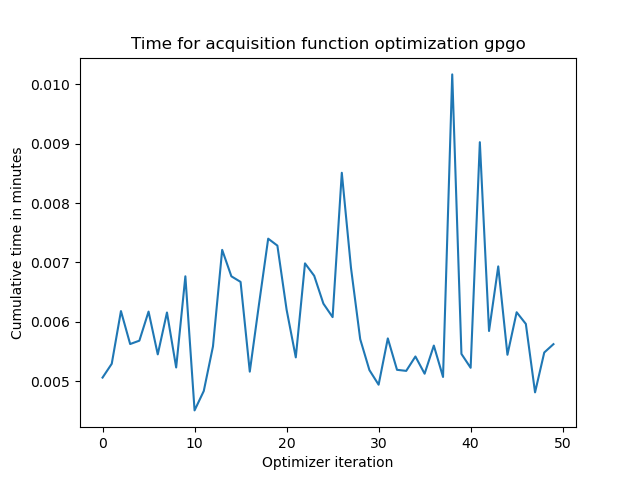 Time for acquisition function optimization gpgo
0.010
0.009
0.008
0.007
0.006
0.005
Cumulative time in minutes
0 10 20 30 40 50
Optimizer iteration